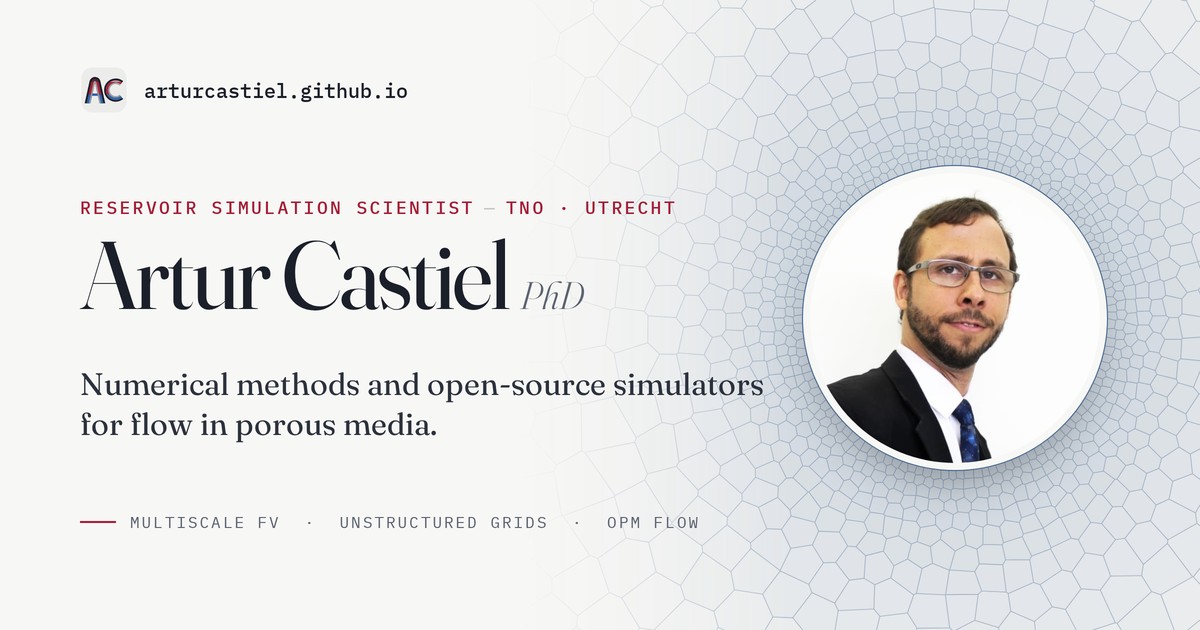 AC arturcastiel.github.io
RESERVOIR SIMULATION SCIENTIST — TNO · UTRECHT
Artur Castiel PhD
Numerical methods and open-source simulators
for flow in porous media.
MULTISCALE FV · UNSTRUCTURED GRIDS · OPM FLOW